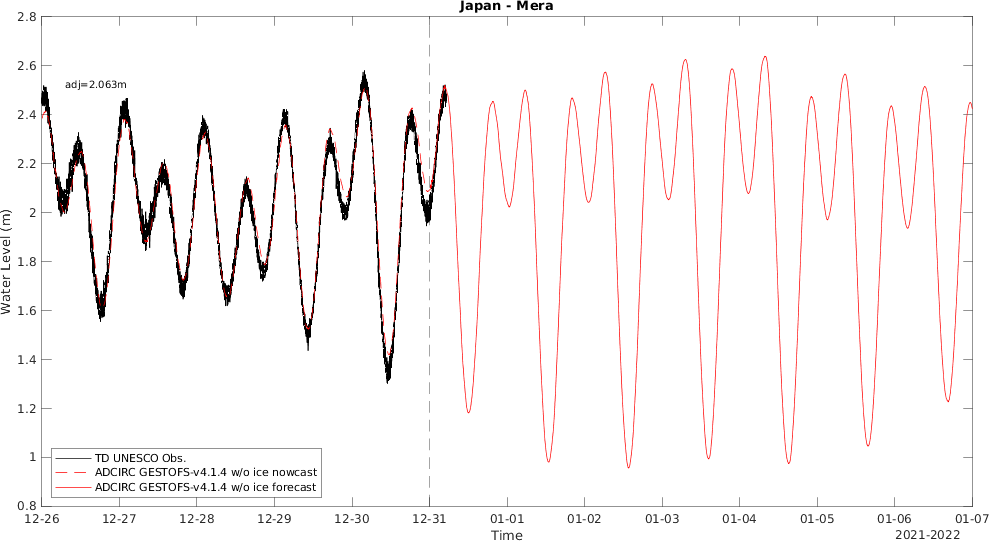 Japan - Mera
2.8
2.6
2.4
2.2
2
1.8
1.6
1.4
1.2
1
0.8
Water Level (m)
adj=2.063m
TD UNESCO Obs.
ADCIRC GESTOFS-v4.1.4 w/o ice nowcast
ADCIRC GESTOFS-v4.1.4 w/o ice forecast
12-26 12-27 12-28 12-29 12-30 12-31 01-01 01-02 01-03 01-04 01-05 01-06 01-07
Time
2021-2022